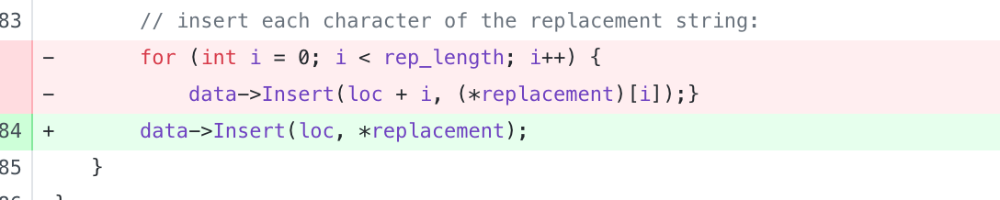 83 // insert each character of the replacement string:
− for (int i = 0; i < rep_length; i++) {
− data->Insert(loc + i, (*replacement)[i]);}
84 + data->Insert(loc, *replacement);
85 }